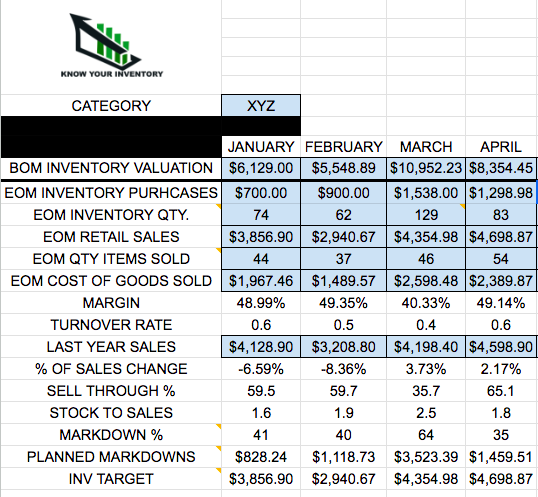 KNOW YOUR INVENTORY
CATEGORY XYZ
JANUARY FEBRUARY MARCH APRIL
BOM INVENTORY VALUATION $6,129.00 $5,548.89 $10,952.23 $8,354.45
EOM INVENTORY PURHCASES $700.00 $900.00 $1,538.00 $1,298.98
EOM INVENTORY QTY. 74 62 129 83
EOM RETAIL SALES $3,856.90 $2,940.67 $4,354.98 $4,698.87
EOM QTY ITEMS SOLD 44 37 46 54
EOM COST OF GOODS SOLD $1,967.46 $1,489.57 $2,598.48 $2,389.87
MARGIN 48.99% 49.35% 40.33% 49.14%
TURNOVER RATE 0.6 0.5 0.4 0.6
LAST YEAR SALES $4,128.90 $3,208.80 $4,198.40 $4,598.90
% OF SALES CHANGE -6.59% -8.36% 3.73% 2.17%
SELL THROUGH % 59.5 59.7 35.7 65.1
STOCK TO SALES 1.6 1.9 2.5 1.8
MARKDOWN % 41 40 64 35
PLANNED MARKDOWNS $828.24 $1,118.73 $3,523.39 $1,459.51
INV TARGET $3,856.90 $2,940.67 $4,354.98 $4,698.87